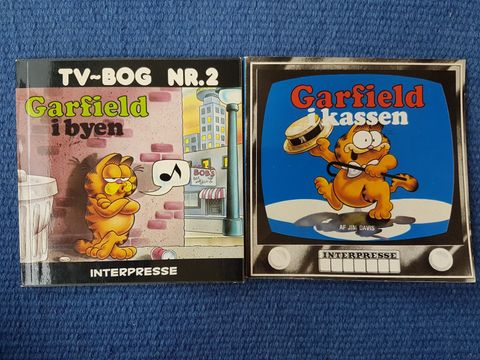 TV~BOG NR.2
Garfield
i byen
BOB'S
INTERPRESSE
Garfield
i kassen
AF JIM DAVIS
INTERPRESSE